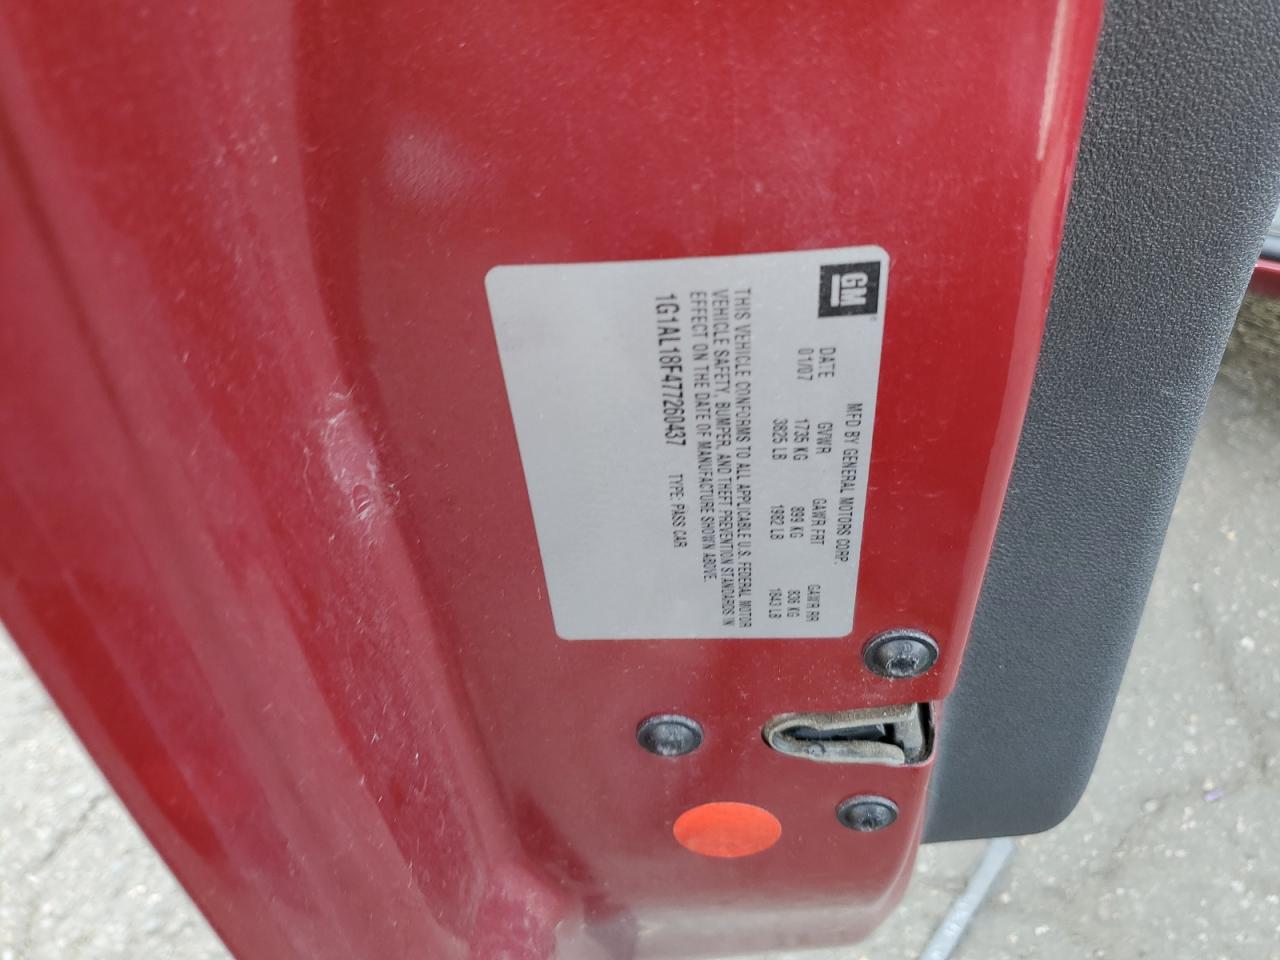 GM
MFD BY GENERAL MOTORS CORP.
DATE GVWR GAWR FRT GAWR RR
01/07 1735 KG 899 KG 836 KG
3825 LB 1982 LB 1843 LB
THIS VEHICLE CONFORMS TO ALL APPLICABLE U.S. FEDERAL MOTOR
VEHICLE SAFETY, BUMPER, AND THEFT PREVENTION STANDARDS IN
EFFECT ON THE DATE OF MANUFACTURE SHOWN ABOVE.
1G1AL18F477260437 TYPE: PASS CAR